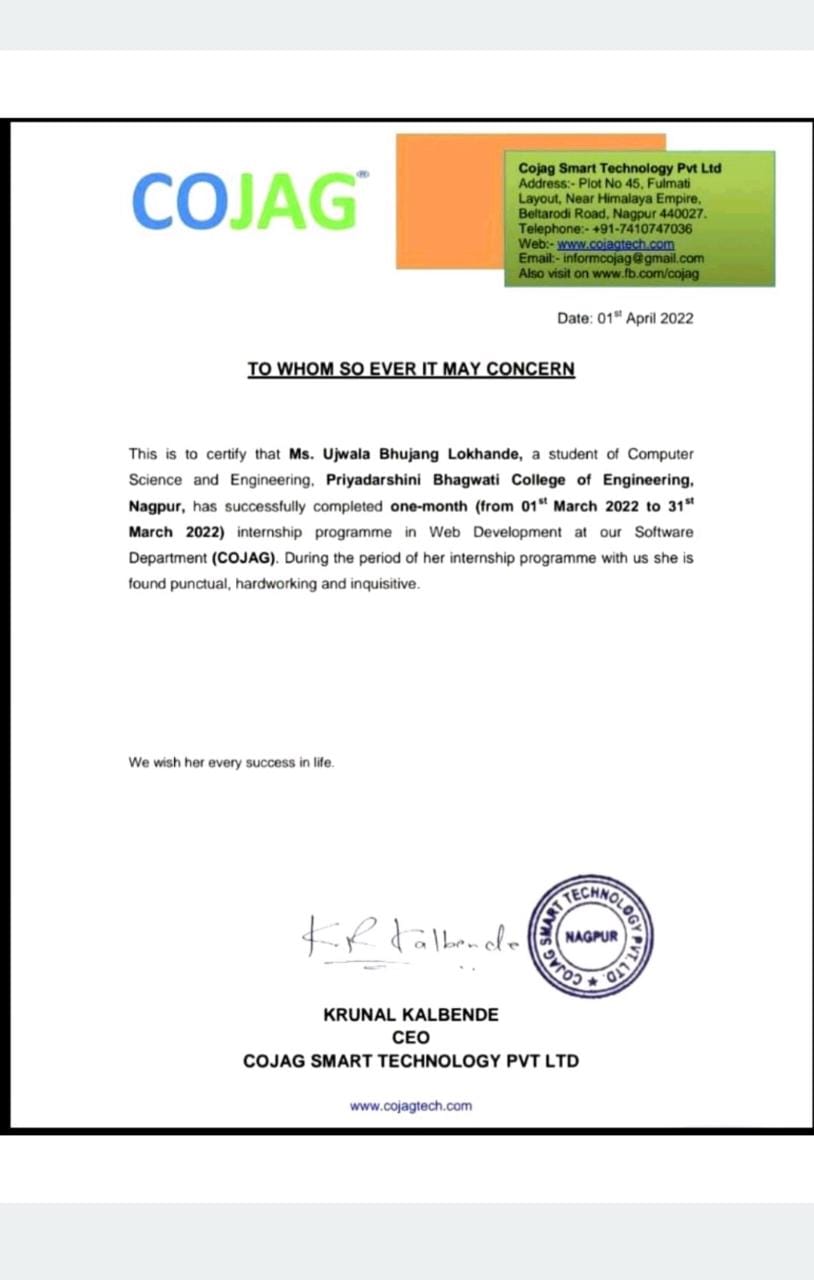 COJAG®
Cojag Smart Technology Pvt Ltd
Address:- Plot No 45, Fulmati
Layout, Near Himalaya Empire,
Beltarodi Road, Nagpur 440027.
Telephone:- +91-7410747036
Web:- www.cojagtech.com
Email:- informcojag@gmail.com
Also visit on www.fb.com/cojag
Date: 01st April 2022
TO WHOM SO EVER IT MAY CONCERN
This is to certify that Ms. Ujwala Bhujang Lokhande, a student of Computer
Science and Engineering, Priyadarshini Bhagwati College of Engineering,
Nagpur, has successfully completed one-month (from 01st March 2022 to 31st
March 2022) internship programme in Web Development at our Software
Department (COJAG). During the period of her internship programme with us she is
found punctual, hardworking and inquisitive.
We wish her every success in life.
K R Kalbende
COJAG SMART TECHNOLOGY PVT. LTD. ★
NAGPUR
KRUNAL KALBENDE
CEO
COJAG SMART TECHNOLOGY PVT LTD
www.cojagtech.com